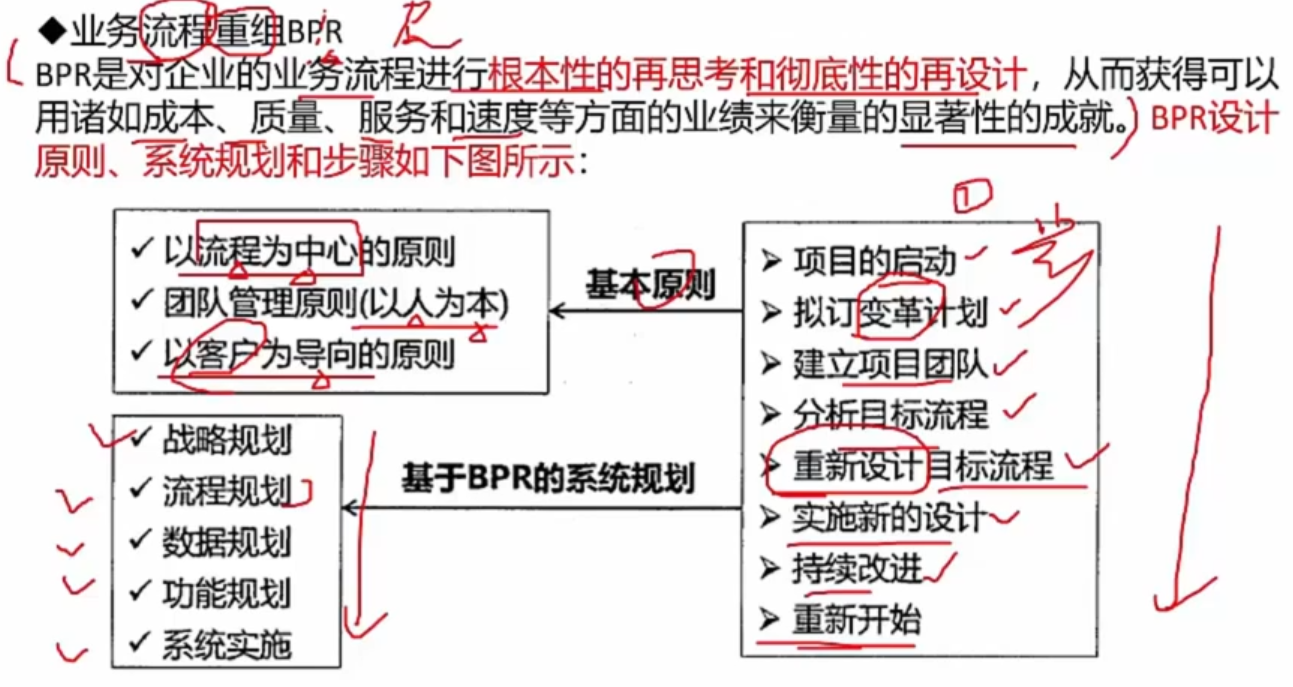 ◆业务流程重组BPR
BPR是对企业的业务流程进行根本性的再思考和彻底性的再设计，从而获得可以
用诸如成本、质量、服务和速度等方面的业绩来衡量的显著性的成就。BPR设计
原则、系统规划和步骤如下图所示：
✓ 以流程为中心的原则
✓ 团队管理原则(以人为本)
✓ 以客户为导向的原则
基本原则
✓ 战略规划
✓ 流程规划
✓ 数据规划
✓ 功能规划
✓ 系统实施
基于BPR的系统规划
①
➢ 项目的启动
➢ 拟订变革计划
➢ 建立项目团队
➢ 分析目标流程
➢ 重新设计目标流程
➢ 实施新的设计
➢ 持续改进
➢ 重新开始